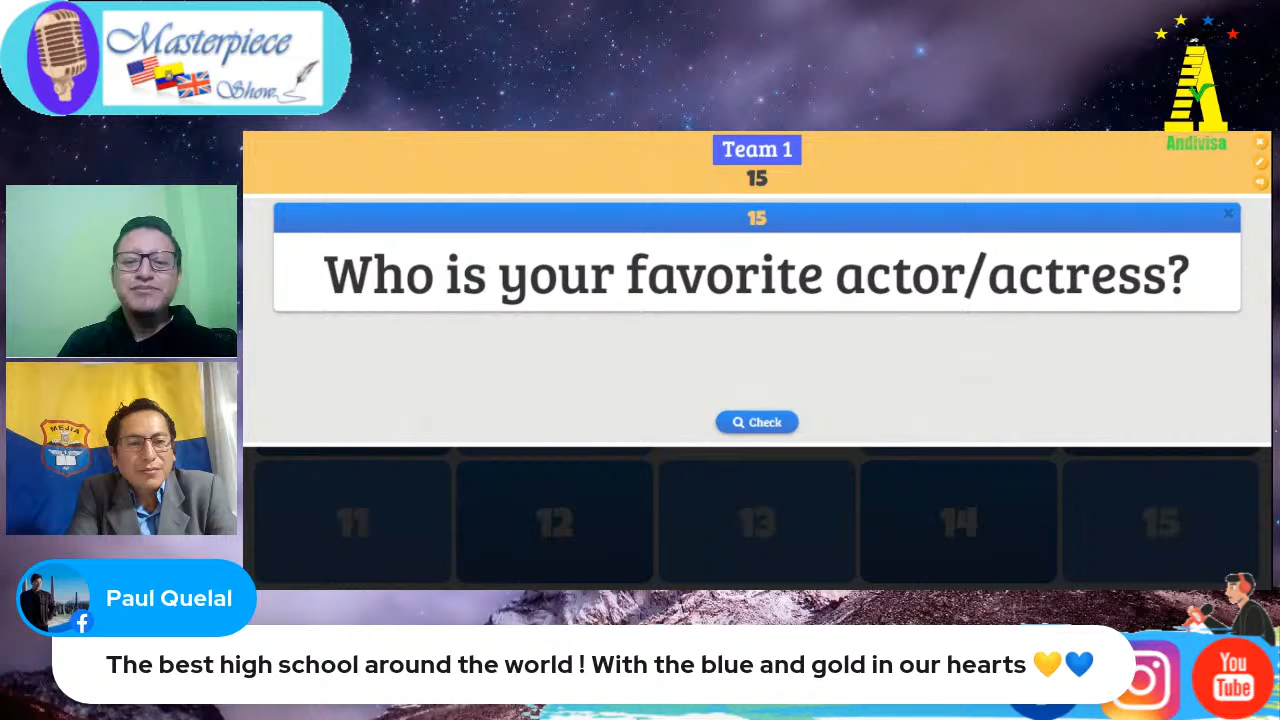 Masterpiece
Show
Andivisa
Team 1
15
15
Who is your favorite actor/actress?
Check
MEJIA
11
12
13
14
15
Paul Quelal
The best high school around the world ! With the blue and gold in our hearts 💛💙
You
Tube